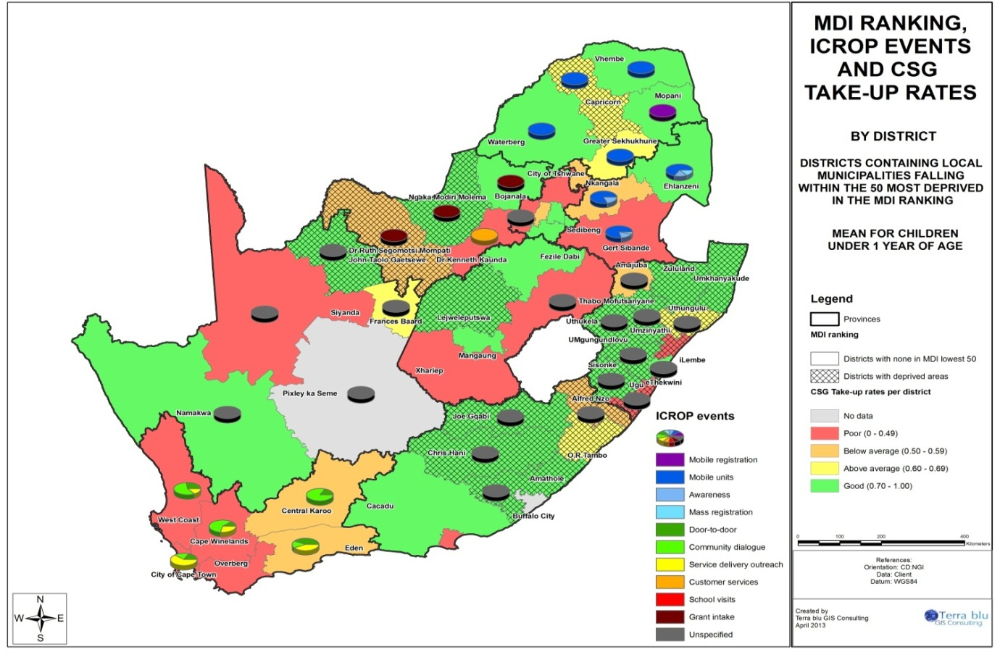 MDI RANKING,
ICROP EVENTS
AND CSG
TAKE-UP RATES
BY DISTRICT
DISTRICTS CONTAINING LOCAL
MUNICIPALITIES FALLING
WITHIN THE 50 MOST DEPRIVED
IN THE MDI RANKING
MEAN FOR CHILDREN
UNDER 1 YEAR OF AGE
Legend
Provinces
MDI ranking
Districts with none in MDI lowest 50
Districts with deprived areas
CSG Take-up rates per district
No data
Poor (0 - 0.49)
Below average (0.50 - 0.59)
Above average (0.60 - 0.69)
Good (0.70 - 1.00)
0 100 200 400
Kilometers
References:
Orientation: CD:NGI
Data: Client
Datum: WGS84
Created by
Terra blu GIS Consulting
April 2013
Terra blu
GIS Consulting
Vhembe
Mopani
Capricorn
Waterberg
Greater Sekhukhune
City of Tshwane
Nkangala
Ehlanzeni
Bojanala
Ngaka Modiri Molema
Sedibeng
Gert Sibande
Dr Ruth Segomotsi Mompati
John Taolo Gaetsewe
Dr Kenneth Kaunda
Fezile Dabi
Amajuba
Zululand
Umkhanyakude
Thabo Mofutsanyane
Uthungulu
Siyanda
Frances Baard
Lejweleputswa
Uthukela
Umzinyathi
UMgungundlovu
Mangaung
iLembe
Xhariep
Sisonke
Ugu
eThekwini
Pixley ka Seme
Alfred Nzo
Namakwa
Joe Gqabi
Chris Hani
O.R.Tambo
Amathole
Cacadu
Buffalo City
Central Karoo
West Coast
Cape Winelands
Eden
Overberg
City of Cape Town
ICROP events
Mobile registration
Mobile units
Awareness
Mass registration
Door-to-door
Community dialogue
Service delivery outreach
Customer services
School visits
Grant intake
Unspecified
N
W E
S